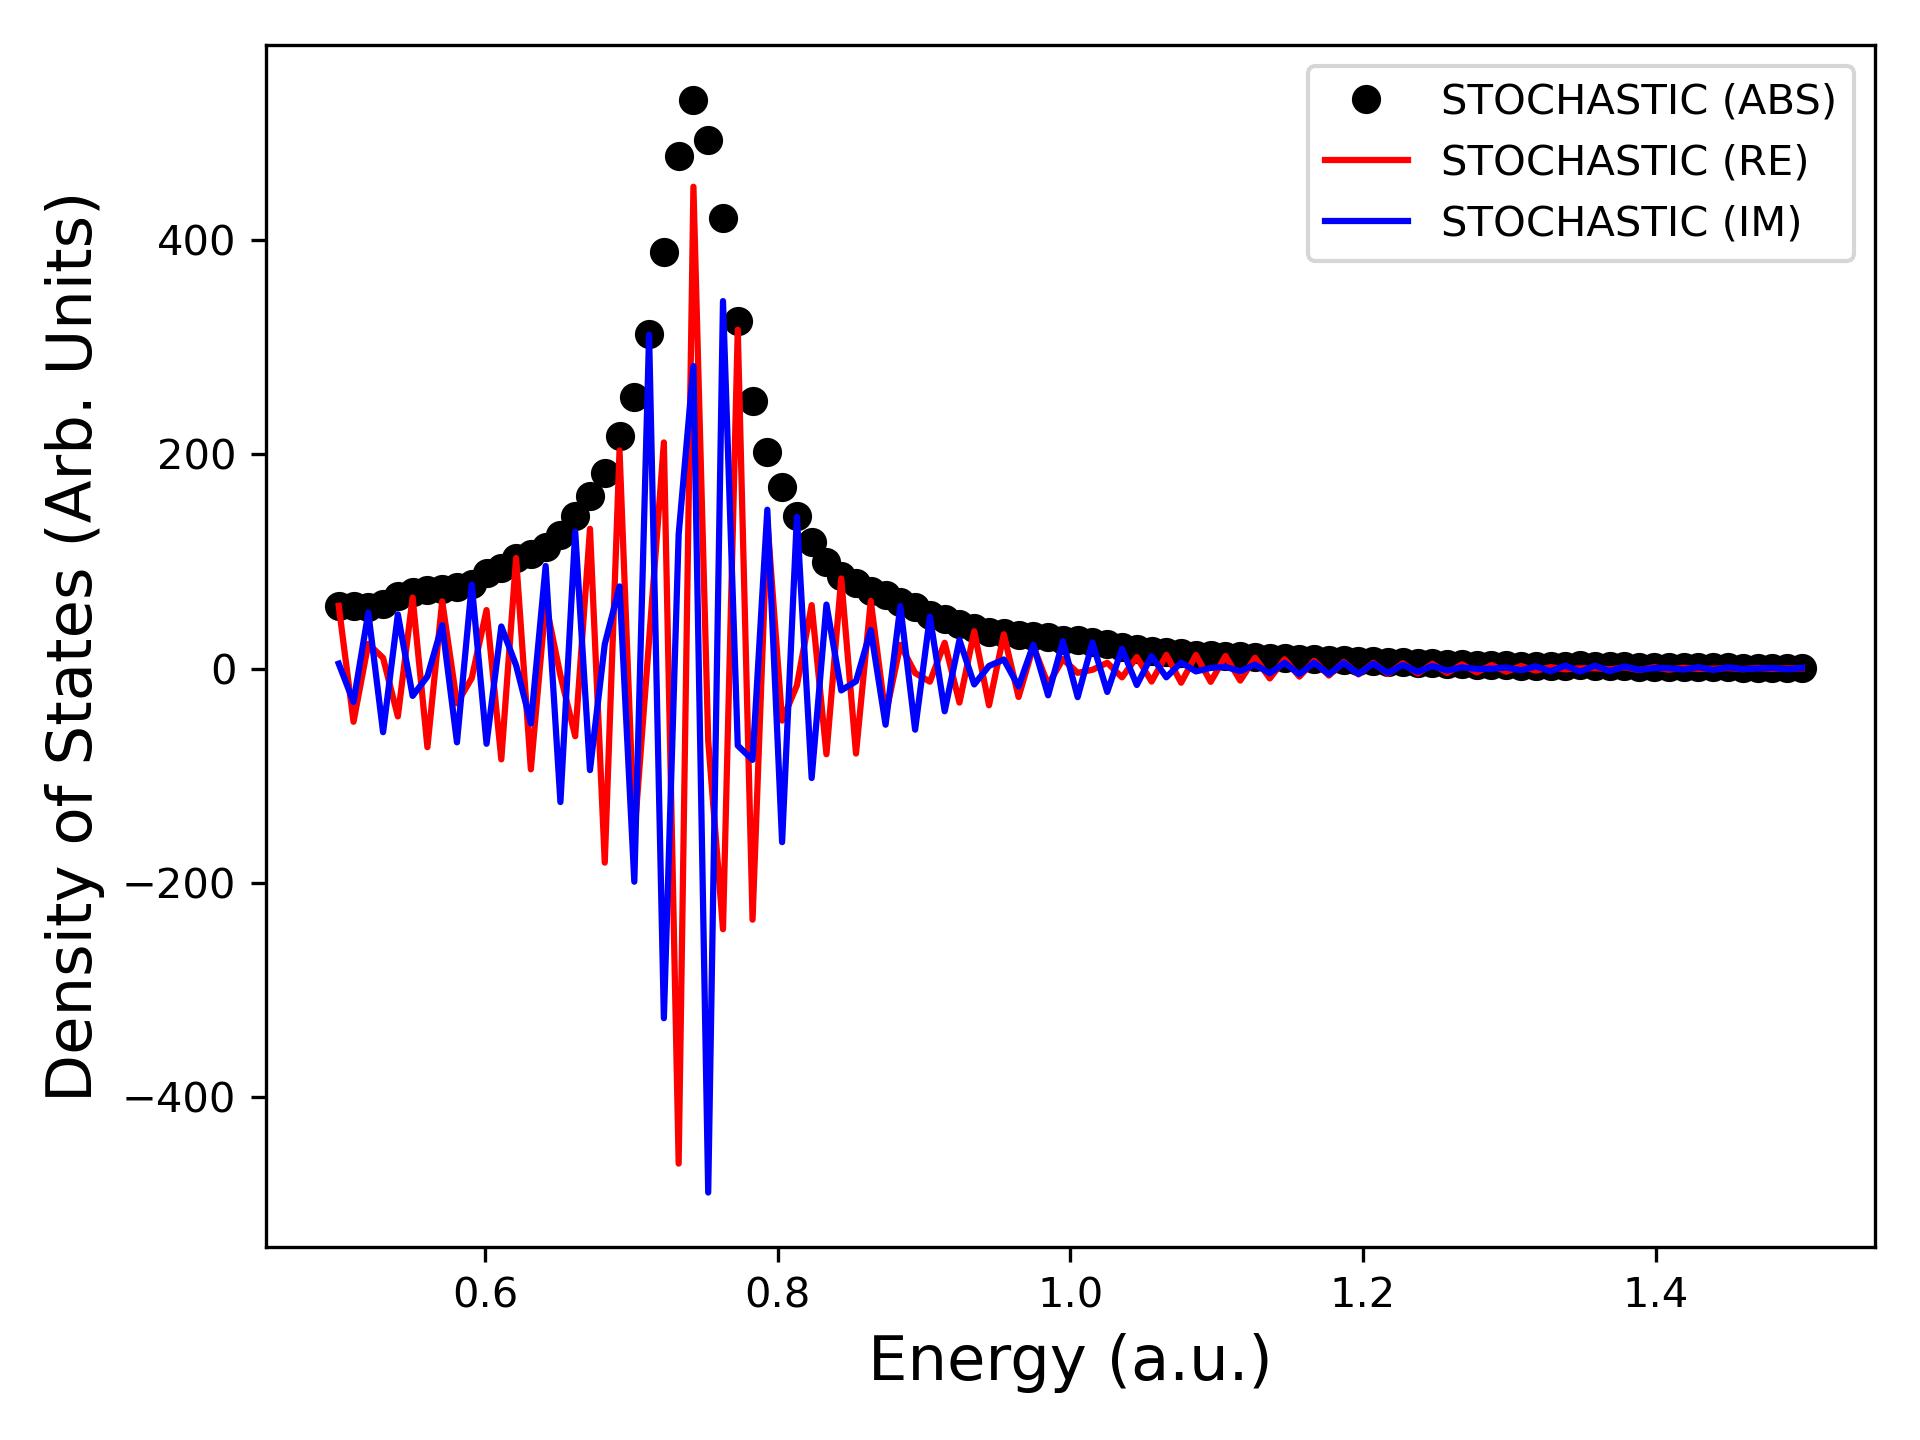 STOCHASTIC (ABS)
STOCHASTIC (RE)
STOCHASTIC (IM)
Density of States (Arb. Units)
400
200
0
−200
−400
0.6
0.8
1.0
1.2
1.4
Energy (a.u.)